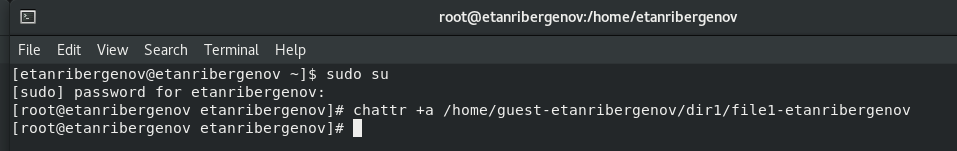 root@etanribergenov:/home/etanribergenov
File Edit View Search Terminal Help
[etanribergenov@etanribergenov ~]$ sudo su
[sudo] password for etanribergenov:
[root@etanribergenov etanribergenov]# chattr +a /home/guest-etanribergenov/dir1/file1-etanribergenov
[root@etanribergenov etanribergenov]#